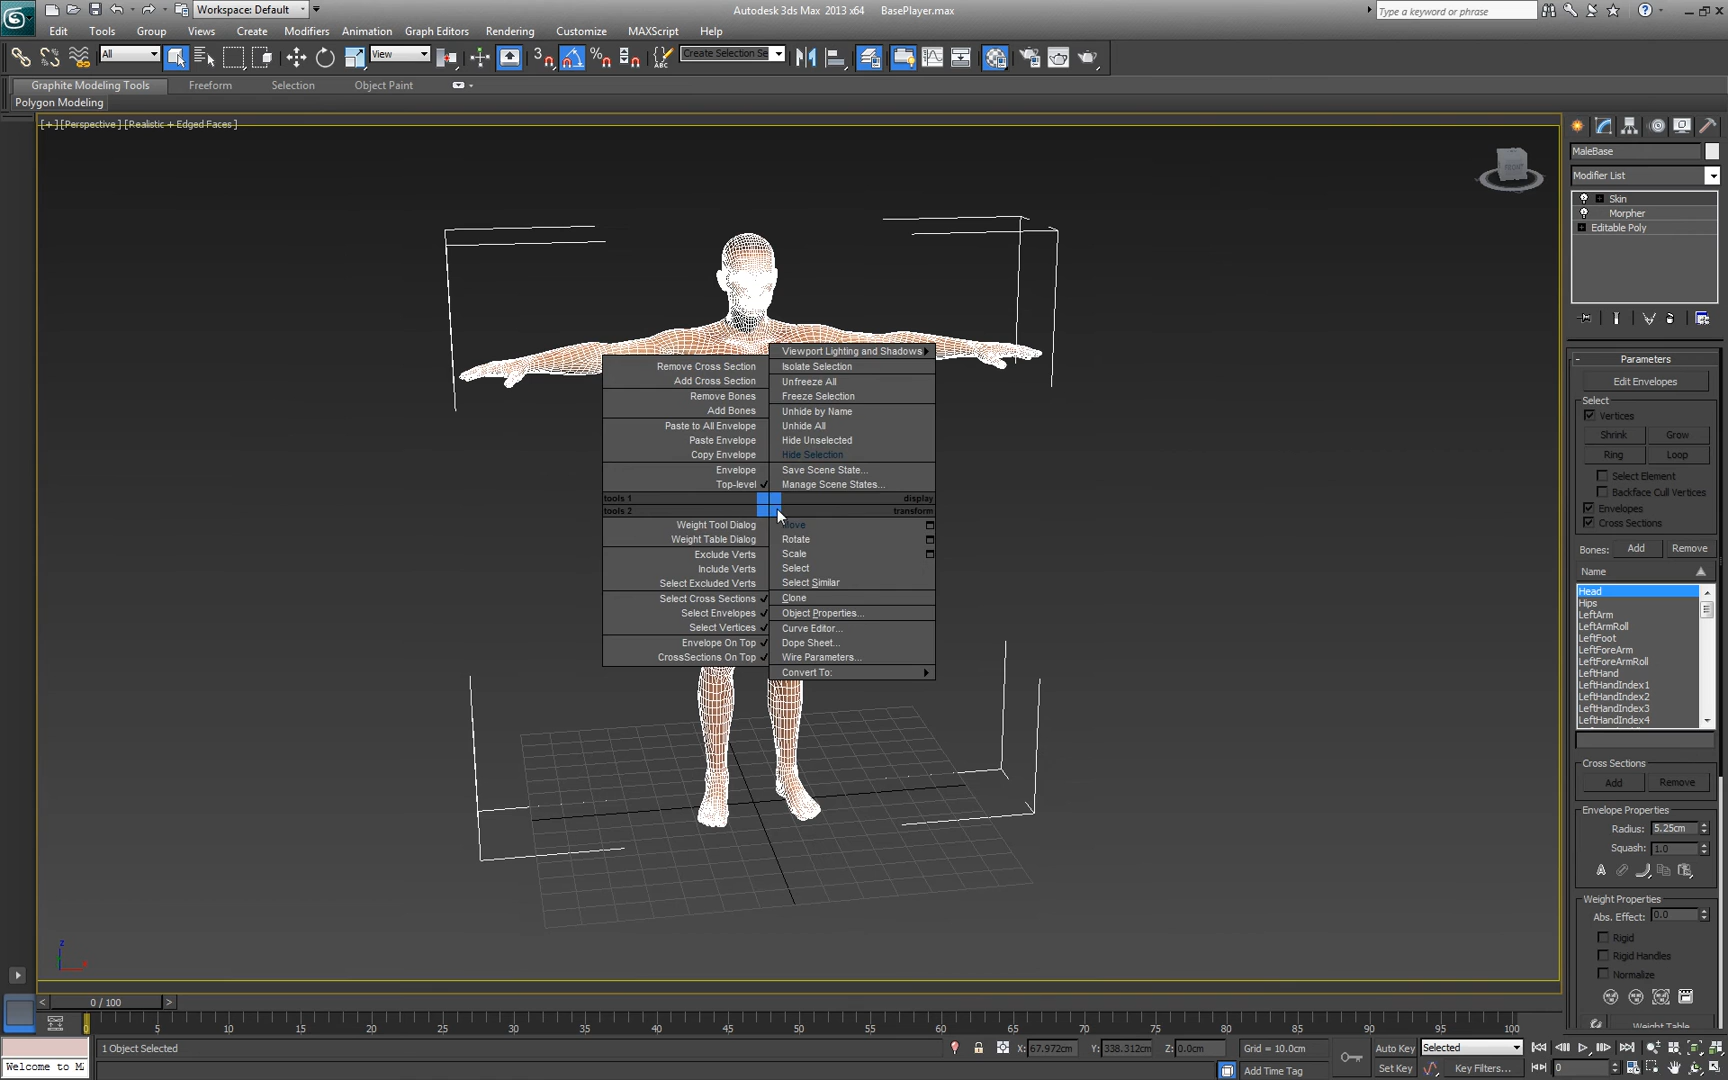 Workspace: Default
Autodesk 3ds Max  2013 x64    BasePlayer.max
Type a keyword or phrase
Edit
Tools
Group
Views
Create
Modifiers
Animation
Graph Editors
Rendering
Customize
MAXScript
Help
All
View
3
Create Selection Se
Graphite Modeling Tools
Freeform
Selection
Object Paint
Polygon Modeling
[+][Perspective][Realistic + Edged Faces]
FRONT
MaleBase
Modifier List
Skin
Morpher
Editable Poly
Parameters
Edit Envelopes
Select
Vertices
Shrink
Grow
Ring
Loop
Select Element
Backface Cull Vertices
Envelopes
Cross Sections
Bones:
Add
Remove
Name
Head
Hips
LeftArm
LeftArmRoll
LeftFoot
LeftForeArm
LeftForeArmRoll
LeftHand
LeftHandIndex1
LeftHandIndex2
LeftHandIndex3
LeftHandIndex4
Cross Sections
Add
Remove
Envelope Properties
Radius: 5.25cm
Squash: 1.0
Weight Properties
Abs. Effect: 0.0
Rigid
Rigid Handles
Normalize
Weight Table
Viewport Lighting and Shadows
Isolate Selection
Unfreeze All
Freeze Selection
Unhide by Name
Unhide All
Hide Unselected
Hide Selection
Save Scene State...
Manage Scene States...
Remove Cross Section
Add Cross Section
Remove Bones
Add Bones
Paste to All Envelope
Paste Envelope
Copy Envelope
Envelope
Top-level
tools 1
display
tools 2
transform
Weight Tool Dialog
Weight Table Dialog
Exclude Verts
Include Verts
Select Excluded Verts
Select Cross Sections
Select Envelopes
Select Vertices
Envelope On Top
CrossSections On Top
Move
Rotate
Scale
Select
Select Similar
Clone
Object Properties...
Curve Editor...
Dope Sheet...
Wire Parameters...
Convert To:
z
x
0 / 100
0
5
10
15
20
25
30
35
40
45
50
55
60
65
70
75
80
85
90
95
100
1 Object Selected
X: 67.972cm
Y: 338.312cm
Z: 0.0cm
Grid = 10.0cm
Auto Key
Selected
Welcome to M
Add Time Tag
Set Key
Key Filters...
0